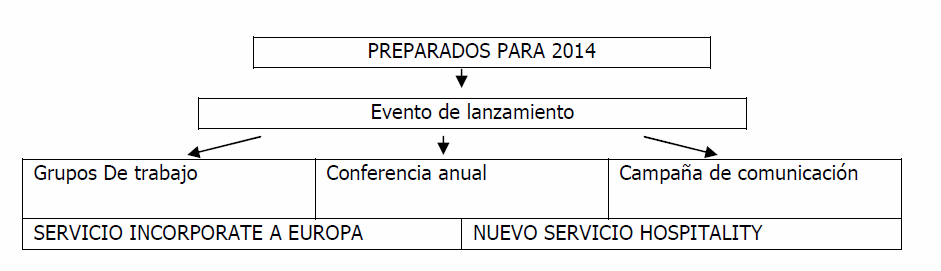 PREPARADOS PARA 2014
Evento de lanzamiento
Grupos De trabajo
Conferencia anual
Campaña de comunicación
SERVICIO INCORPORATE A EUROPA
NUEVO SERVICIO HOSPITALITY